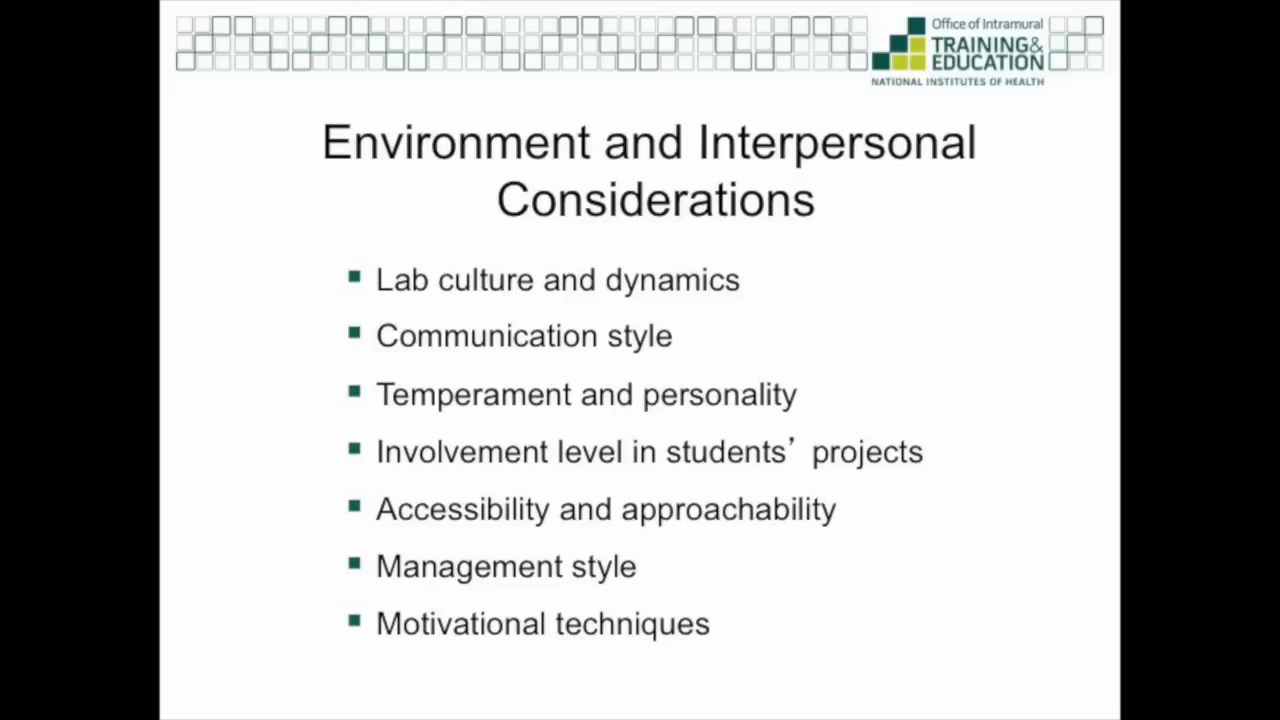 Office of Intramural
TRAINING&
EDUCATION
NATIONAL INSTITUTES OF HEALTH
Environment and Interpersonal
Considerations
Lab culture and dynamics
Communication style
Temperament and personality
Involvement level in students’ projects
Accessibility and approachability
Management style
Motivational techniques